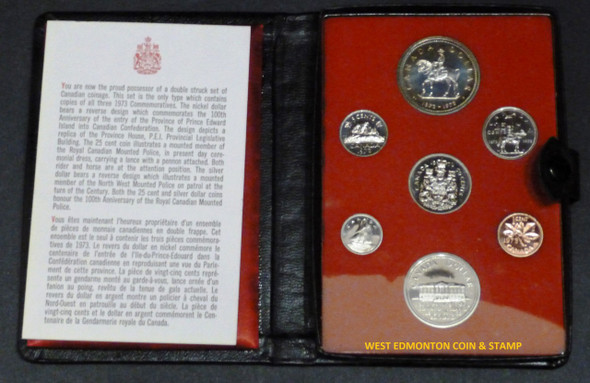 You are now the proud possessor of a double struck set of
Canadian coinage. This set is the only type which contains
copies of all three 1973 Commemoratives. The nickel dollar
bears a reverse design which commemorates the 100th
Anniversary of the entry of the Province of Prince Edward
Island into Canadian Confederation. The design depicts a
replica of the Province House, P.E.I. Provincial Legislative
Building. The 25 cent coin illustrates a mounted member of
the Royal Canadian Mounted Police, in present day cere-
monial dress, carrying a lance with a pennon attached. Both
rider and horse are at the attention position. The silver
dollar bears a reverse design which illustrates a mounted
member of the North West Mounted Police on patrol at the
turn of the Century. Both the 25 cent and silver dollar coins
honour the 100th Anniversary of the Royal Canadian Mounted
Police.
Vous êtes maintenant l'heureux propriétaire d'un ensemble
de pièces de monnaie canadiennes en double frappe. Cet
ensemble est le seul à contenir les trois pièces commémora-
tives de 1973. Le revers du dollar en nickel commémore le
centenaire de l'entrée de l'Ile-du-Prince-Edouard dans la
Confédération canadienne en reproduisant une vue du Parle-
ment de cette province. La pièce de vingt-cinq cents repré-
sente un gendarme monté au garde-à-vous, lance ornée d'un
fanion au poing, revêtu de la tenue de gala actuelle. Le
revers du dollar en argent montre un policier à cheval du
Nord-Ouest en patrouille au début du siècle. La pièce de
vingt-cinq cents et le dollar en argent commémorent le Cen-
tenaire de la Gendarmerie royale du Canada.
CANADA DOLLAR
1873 - 1973
WEST EDMONTON COIN & STAMP